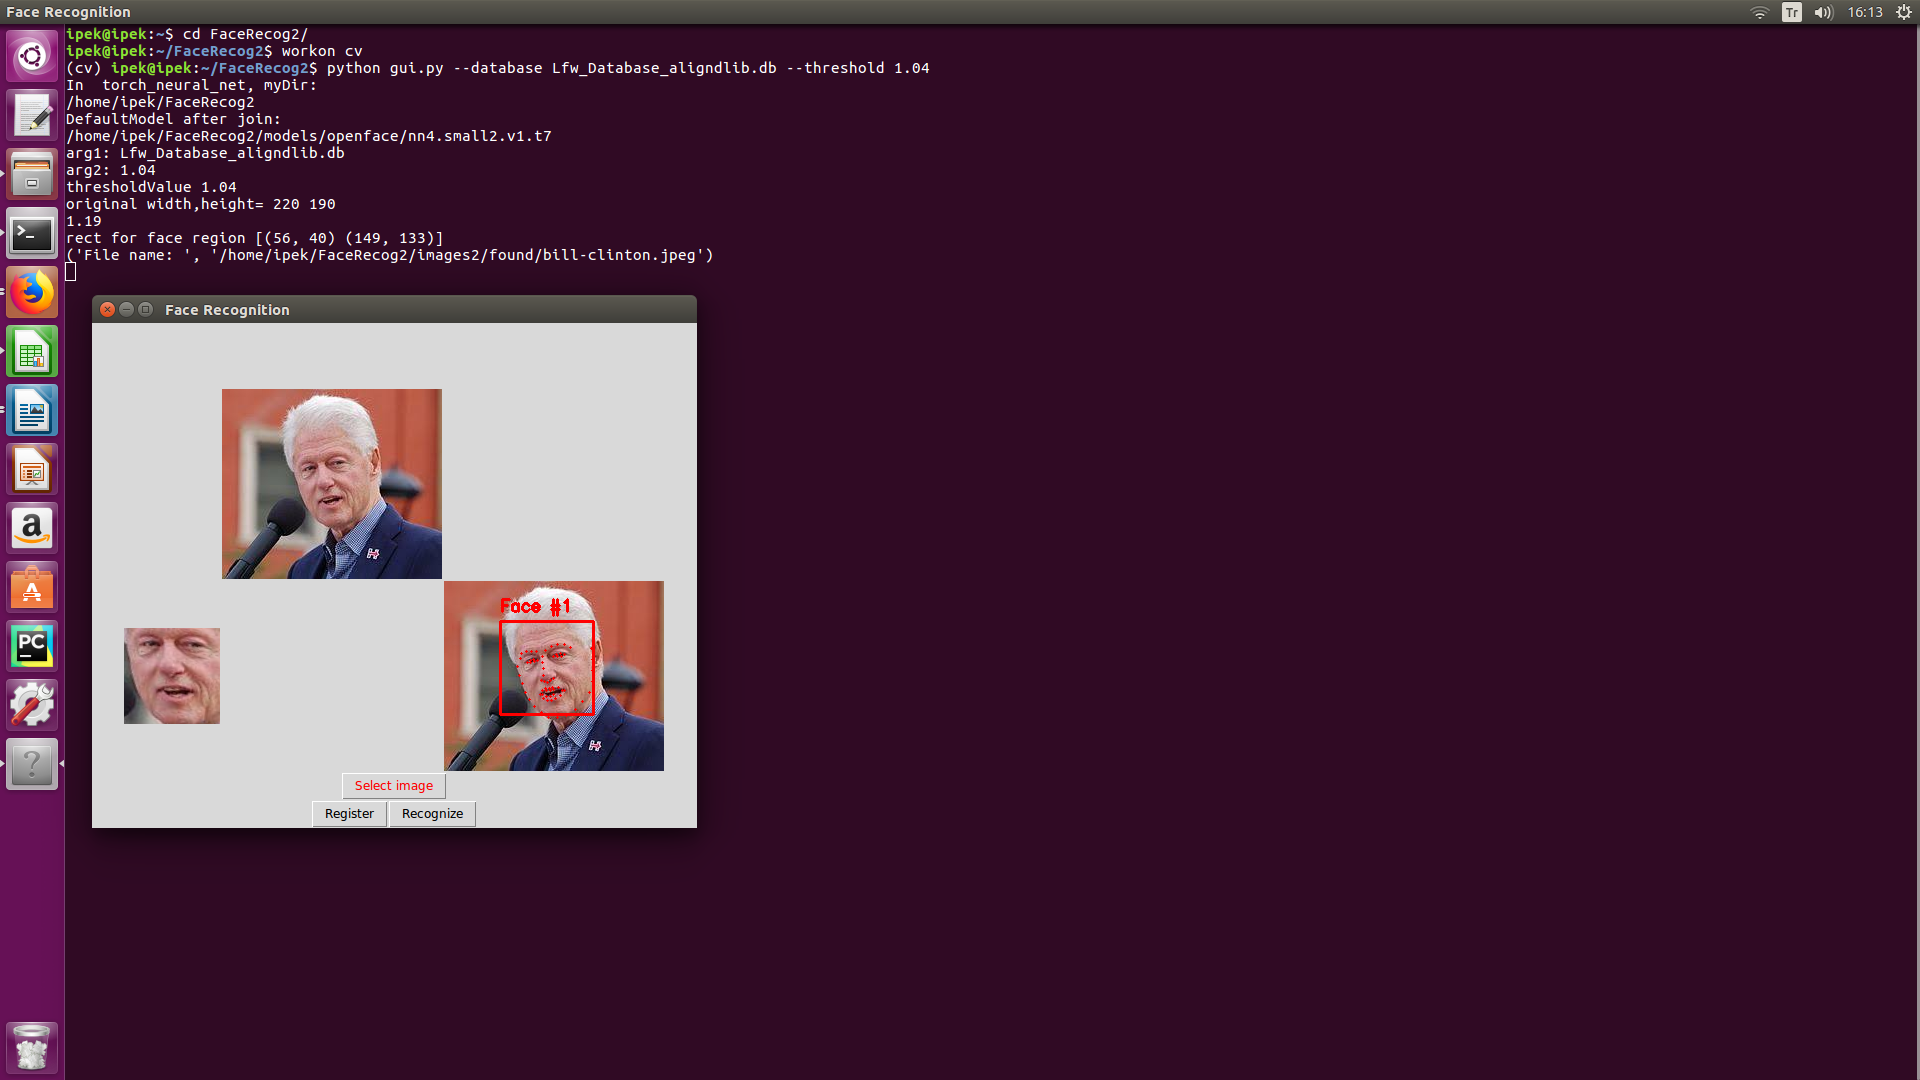 Face Recognition
Tr
16:13
ipek@ipek:~$ cd FaceRecog2/
ipek@ipek:~/FaceRecog2$ workon cv
(cv) ipek@ipek:~/FaceRecog2$ python gui.py --database Lfw_Database_aligndlib.db --threshold 1.04
In  torch_neural_net, myDir:
/home/ipek/FaceRecog2
DefaultModel after join:
/home/ipek/FaceRecog2/models/openface/nn4.small2.v1.t7
arg1: Lfw_Database_aligndlib.db
arg2: 1.04
thresholdValue 1.04
original width,height= 220 190
1.19
rect for face region [(56, 40) (149, 133)]
('File name: ', '/home/ipek/FaceRecog2/images2/found/bill-clinton.jpeg')
Face Recognition
H
Face #1
H
Select image
Register
Recognize
a
A
PC
?